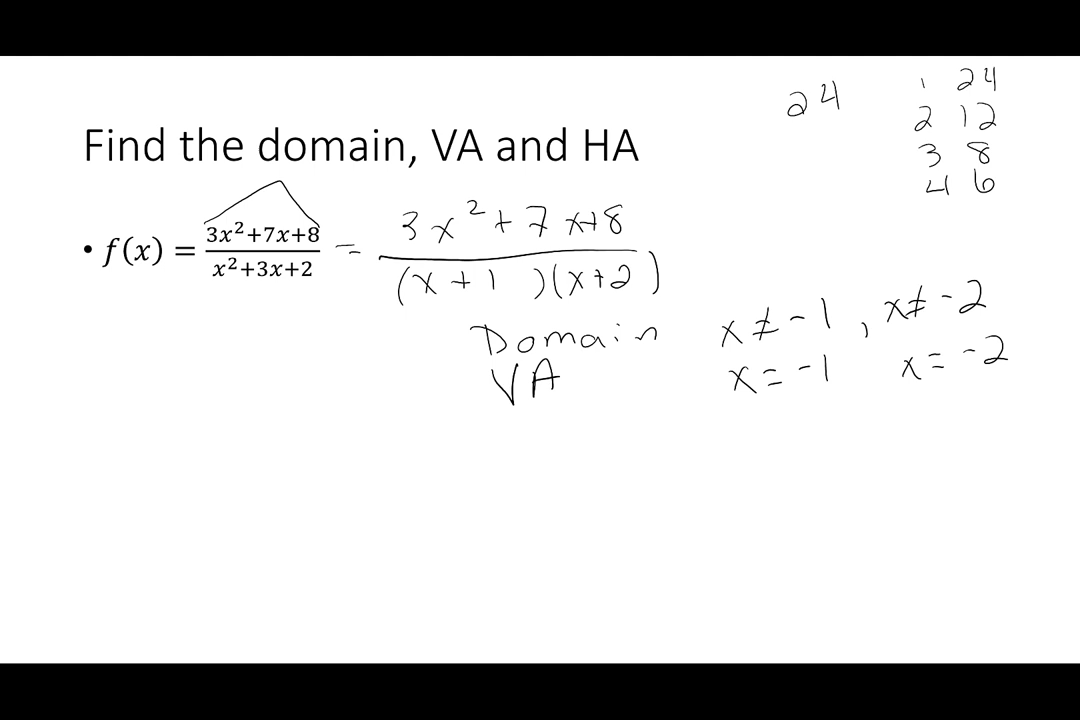 24
1 24
2 12
3 8
4 6
Find the domain, VA and HA
• f(x) = 3x²+7x+8 / x²+3x+2 = 3x²+7x+8 / (x+1)(x+2)
Domain x≠-1, x≠-2
VA x=-1 x=-2